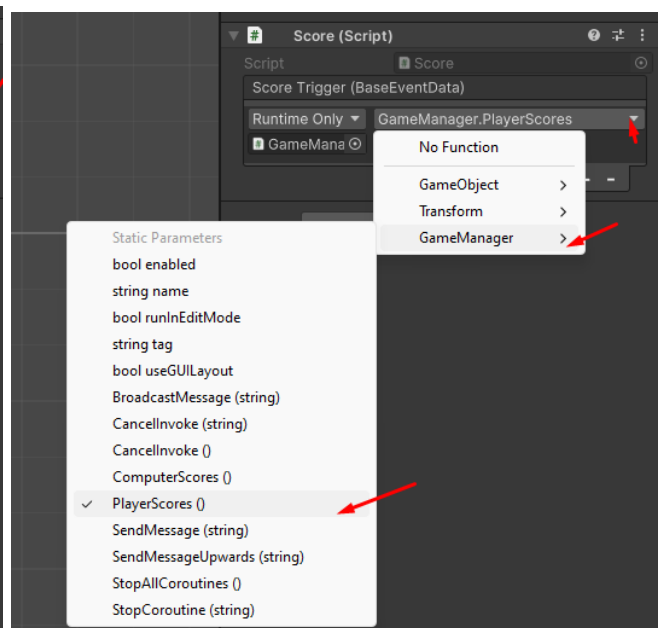 Score (Script)
Script Score
Score Trigger (BaseEventData)
Runtime Only GameManager.PlayerScores
GameMana
No Function
GameObject
Transform
GameManager
Static Parameters
bool enabled
string name
bool runInEditMode
string tag
bool useGUILayout
BroadcastMessage (string)
CancelInvoke (string)
CancelInvoke ()
ComputerScores ()
PlayerScores ()
SendMessage (string)
SendMessageUpwards (string)
StopAllCoroutines ()
StopCoroutine (string)